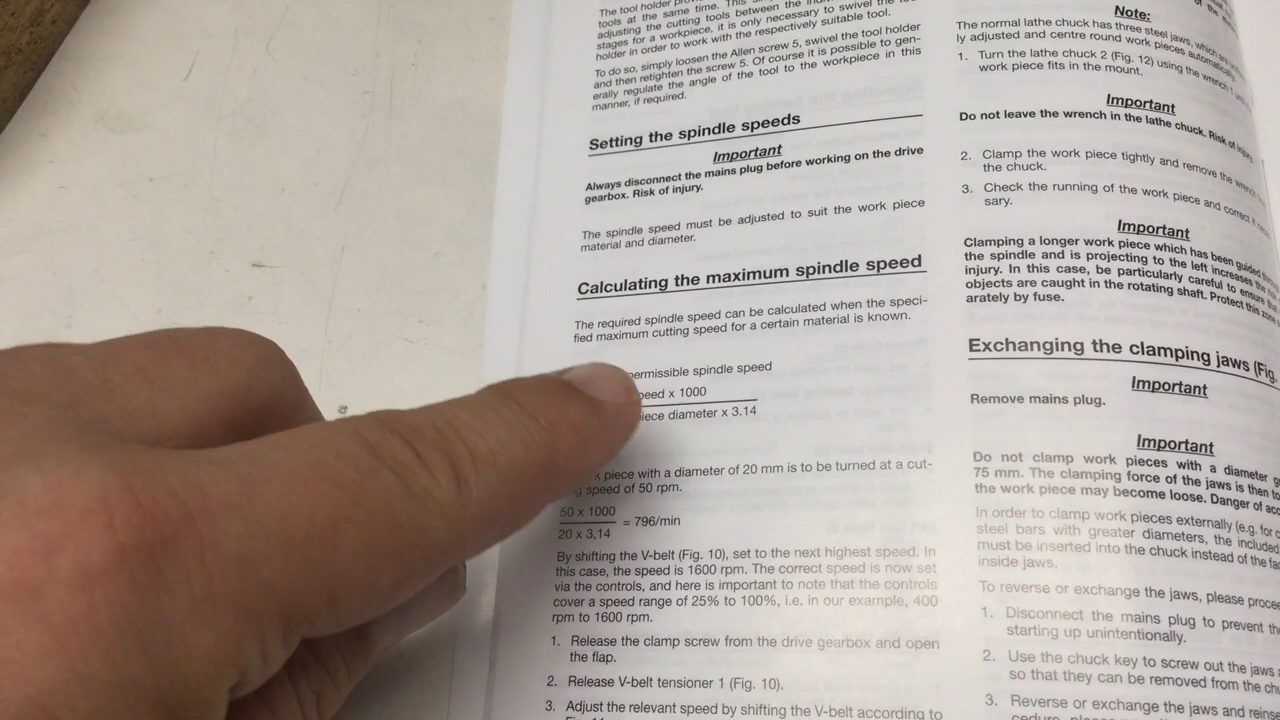 The tool holder
tools at the same time. This
adjusting the cutting tools between the
stages for a workpiece, it is only necessary to swivel the
holder in order to work with the respectively suitable tool.
To do so, simply loosen the Allen screw 5, swivel the tool holder
and then retighten the screw 5. Of course it is possible to gen-
erally regulate the angle of the tool to the workpiece in this
manner, if required.
Setting the spindle speeds
Important
Always disconnect the mains plug before working on the drive
gearbox. Risk of injury.
The spindle speed must be adjusted to suit the work piece
material and diameter.
Calculating the maximum spindle speed
The required spindle speed can be calculated when the speci-
fied maximum cutting speed for a certain material is known.
ermissible spindle speed
peed x 1000
iece diameter x 3.14
k piece with a diameter of 20 mm is to be turned at a cut-
g speed of 50 rpm.
50 x 1000
= 796/min
20 x 3,14
By shifting the V-belt (Fig. 10), set to the next highest speed. In
this case, the speed is 1600 rpm. The correct speed is now set
via the controls, and here is important to note that the controls
cover a speed range of 25% to 100%, i.e. in our example, 400
rpm to 1600 rpm.
1. Release the clamp screw from the drive gearbox and open
the flap.
2. Release V-belt tensioner 1 (Fig. 10).
3. Adjust the relevant speed by shifting the V-belt according to
Note:
The normal lathe chuck has three steel jaws, which are
ly adjusted and centre round work pieces automatically.
1. Turn the lathe chuck 2 (Fig. 12) using the wrench 1
work piece fits in the mount.
Important
Do not leave the wrench in the lathe chuck. Risk of injury.
2. Clamp the work piece tightly and remove the wrench
the chuck.
3. Check the running of the work piece and correct if
sary.
Important
Clamping a longer work piece which has been guided
the spindle and is projecting to the left increases the
injury. In this case, be particularly careful to ensure
objects are caught in the rotating shaft. Protect this zone
arately by fuse.
Exchanging the clamping jaws (Fig.
Important
Remove mains plug.
Important
Do not clamp work pieces with a diameter
75 mm. The clamping force of the jaws is then
the work piece may become loose. Danger of
In order to clamp work pieces externally (e.g. for
steel bars with greater diameters, the included
must be inserted into the chuck instead of the
inside jaws.
To reverse or exchange the jaws, please
1. Disconnect the mains plug to prevent
starting up unintentionally.
2. Use the chuck key to screw out the jaws
so that they can be removed from the
3. Reverse or exchange the jaws and